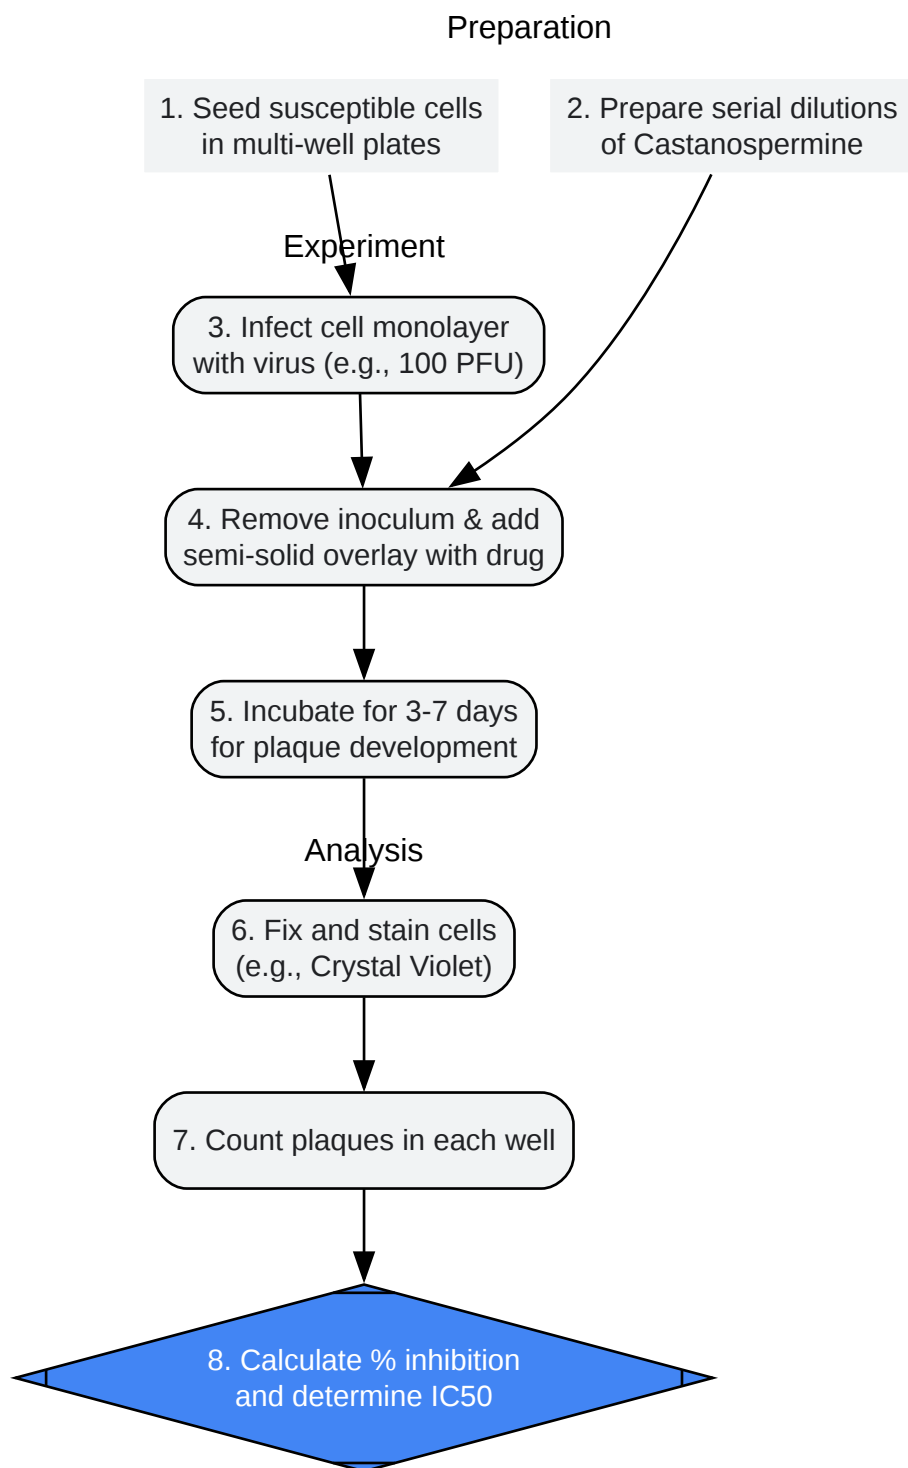 Preparation
1. Seed susceptible cells
in multi-well plates
2. Prepare serial dilutions
of Castanospermine
Experiment
3. Infect cell monolayer
with virus (e.g., 100 PFU)
4. Remove inoculum & add
semi-solid overlay with drug
5. Incubate for 3-7 days
for plaque development
Analysis
6. Fix and stain cells
(e.g., Crystal Violet)
7. Count plaques in each well
8. Calculate % inhibition
and determine IC50